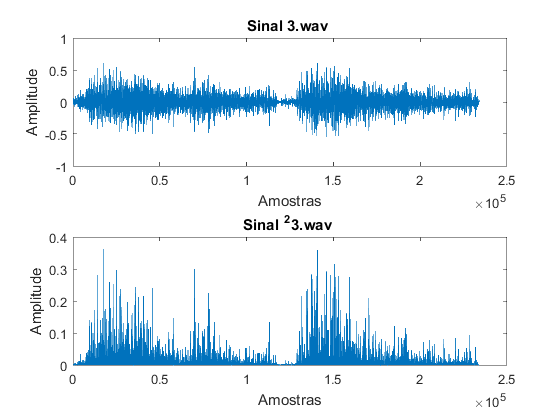 Sinal 3.wav
1
0.5
0
-0.5
-1
Amplitude
0 0.5 1 1.5 2 2.5
Amostras
×10^5
Sinal ^23.wav
0.4
0.3
0.2
0.1
0
Amplitude
0 0.5 1 1.5 2 2.5
Amostras
×10^5